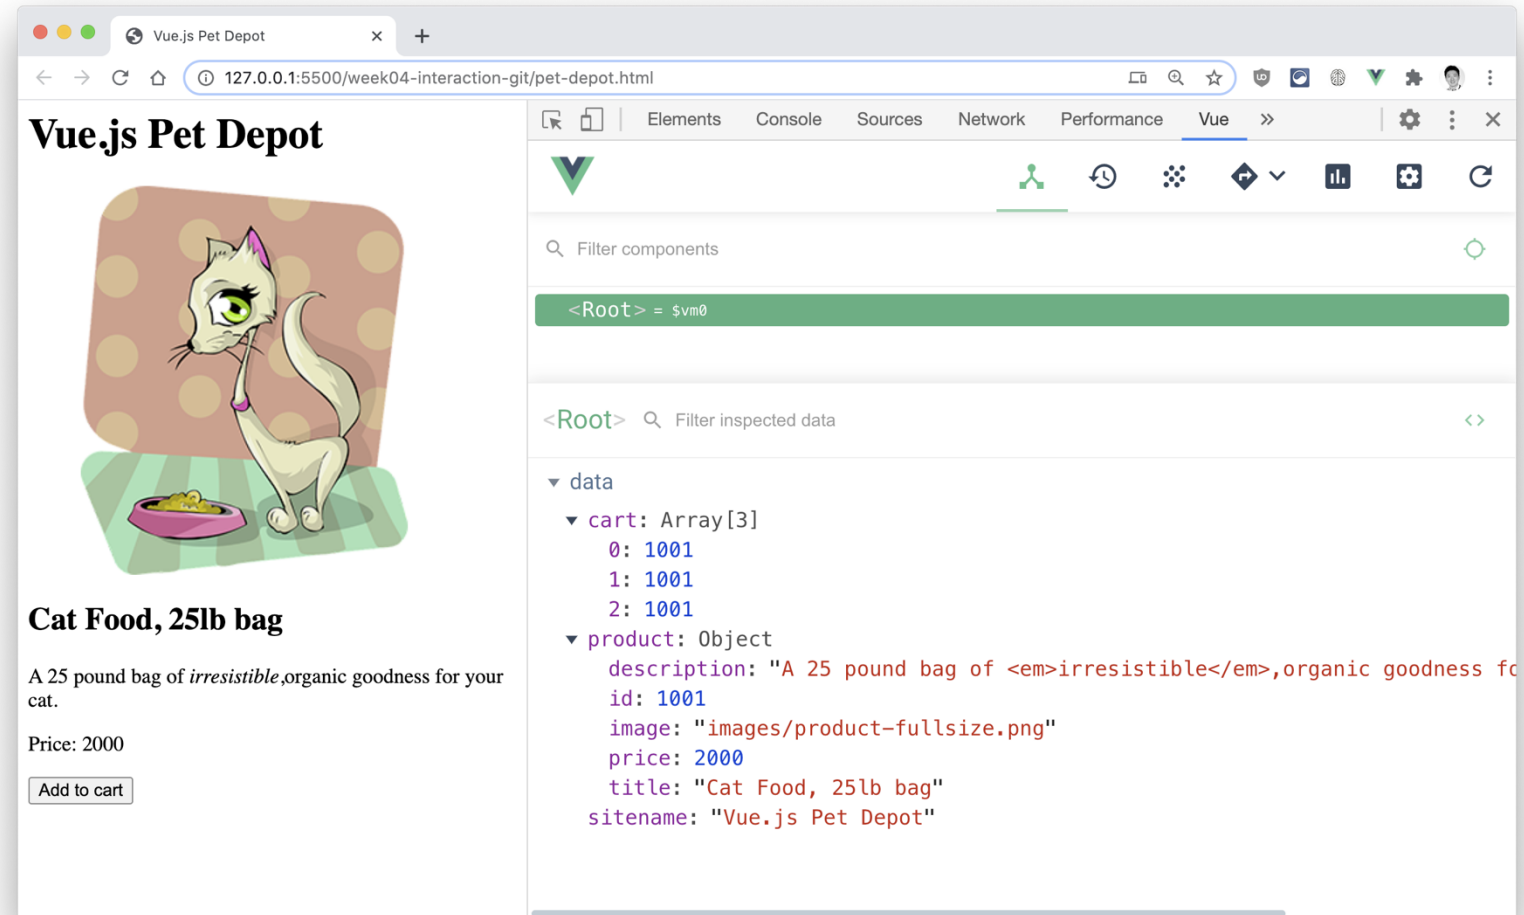 Vue.js Pet Depot
127.0.0.1:5500/week04-interaction-git/pet-depot.html
Vue.js Pet Depot
Cat Food, 25lb bag
A 25 pound bag of irresistible,organic goodness for your
cat.
Price: 2000
Add to cart
Elements Console Sources Network Performance Vue
Filter components
<Root> = $vm0
<Root> Filter inspected data
data
cart: Array[3]
0: 1001
1: 1001
2: 1001
product: Object
description: "A 25 pound bag of <em>irresistible</em>,organic goodness fo
id: 1001
image: "images/product-fullsize.png"
price: 2000
title: "Cat Food, 25lb bag"
sitename: "Vue.js Pet Depot"